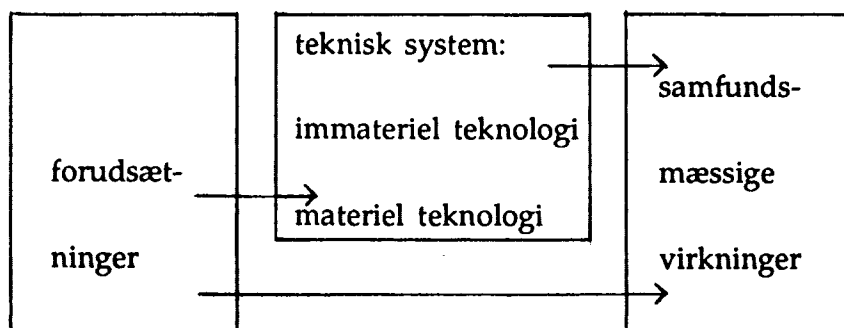 forudsæt-
ninger
teknisk system:
immateriel teknologi
materiel teknologi
samfunds-
mæssige
virkninger